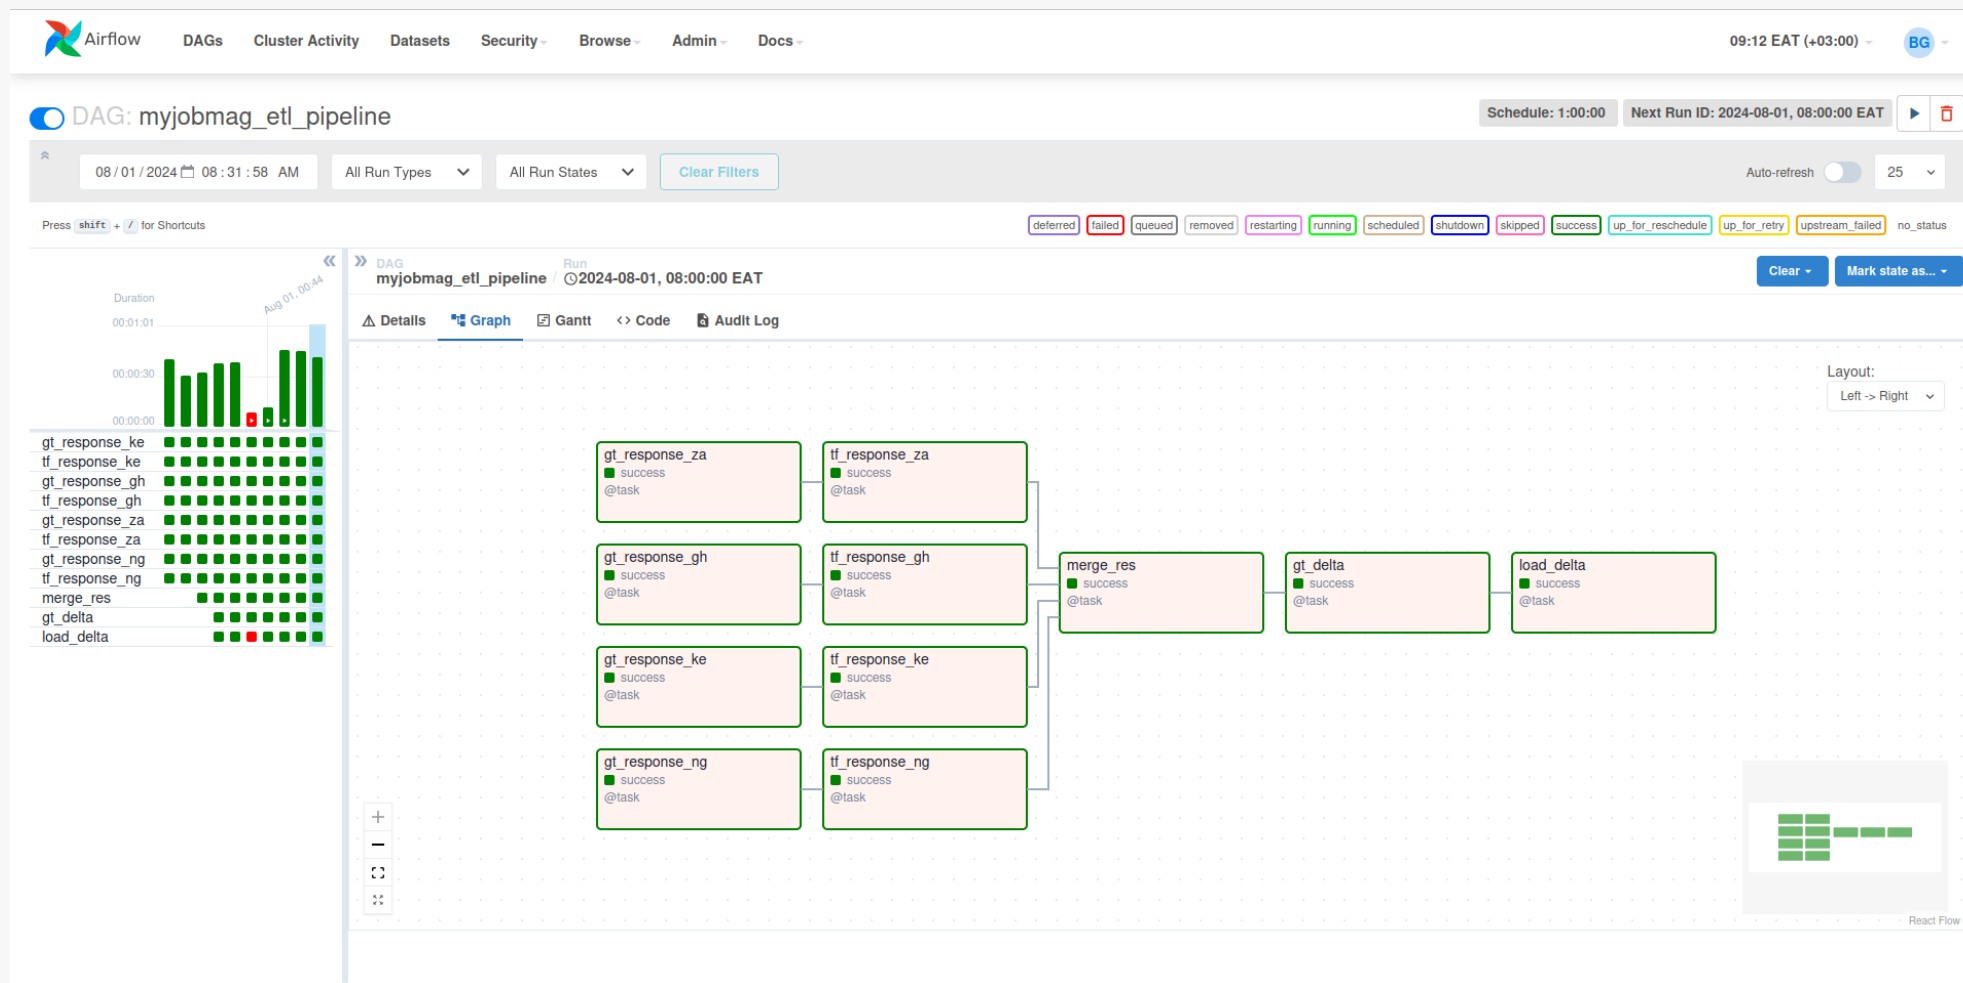 Airflow DAGs Cluster Activity Datasets Security Browse Admin Docs 09:12 EAT (+03:00) BG
DAG: myjobmag_etl_pipeline Schedule: 1:00:00 Next Run ID: 2024-08-01, 08:00:00 EAT
08/01/2024 08:31:58 AM All Run Types All Run States Clear Filters Auto-refresh 25
Press shift + / for Shortcuts deferred failed queued removed restarting running scheduled shutdown skipped success up_for_reschedule up_for_retry upstream_failed no_status
DAG Run
myjobmag_etl_pipeline / 2024-08-01, 08:00:00 EAT Clear Mark state as...
Details Graph Gantt Code Audit Log
Aug 01, 00:44
Duration
00:01:01
00:00:30
00:00:00
gt_response_ke
tf_response_ke
gt_response_gh
tf_response_gh
gt_response_za
tf_response_za
gt_response_ng
tf_response_ng
merge_res
gt_delta
load_delta
Layout:
Left -> Right
gt_response_za
success
@task
tf_response_za
success
@task
gt_response_gh
success
@task
tf_response_gh
success
@task
gt_response_ke
success
@task
tf_response_ke
success
@task
gt_response_ng
success
@task
tf_response_ng
success
@task
merge_res
success
@task
gt_delta
success
@task
load_delta
success
@task
React Flow